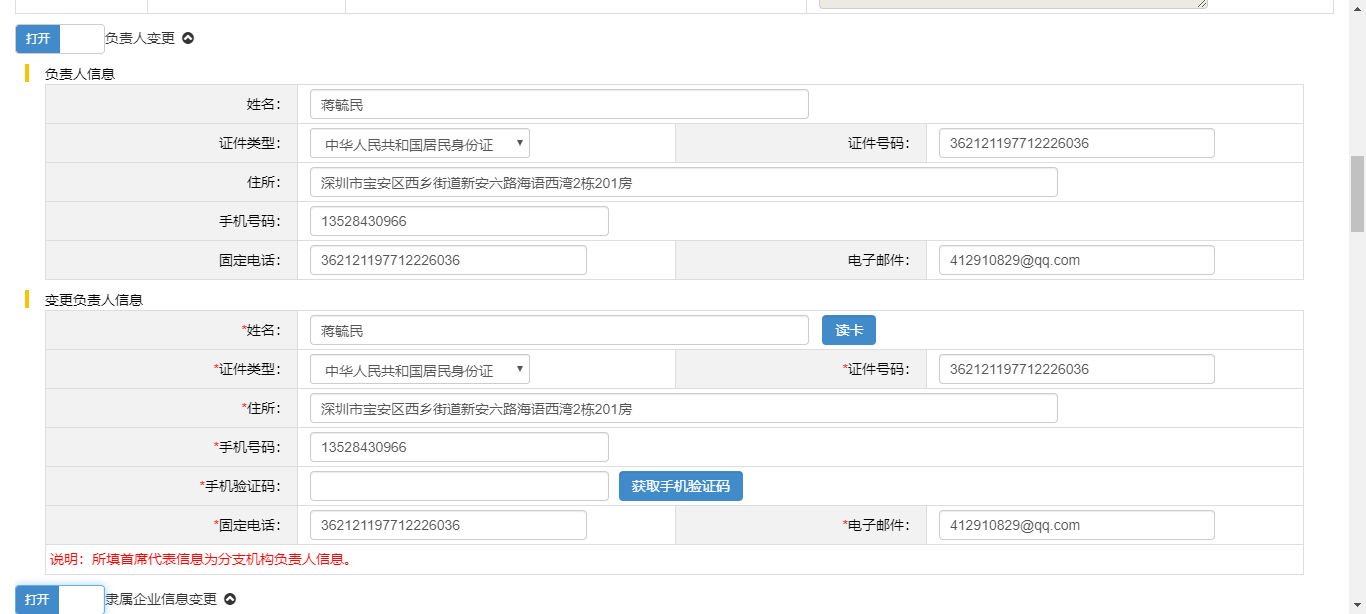 打开 负责人变更
负责人信息
姓名： 蒋毓民
证件类型： 中华人民共和国居民身份证 证件号码： 362121197712226036
住所： 深圳市宝安区西乡街道新安六路海语西湾2栋201房
手机号码： 13528430966
固定电话： 362121197712226036 电子邮件： 412910829@qq.com
变更负责人信息
*姓名： 蒋毓民 读卡
*证件类型： 中华人民共和国居民身份证 *证件号码： 362121197712226036
*住所： 深圳市宝安区西乡街道新安六路海语西湾2栋201房
*手机号码： 13528430966
*手机验证码： 获取手机验证码
*固定电话： 362121197712226036 *电子邮件： 412910829@qq.com
说明：所填首席代表信息为分支机构负责人信息。
打开 隶属企业信息变更